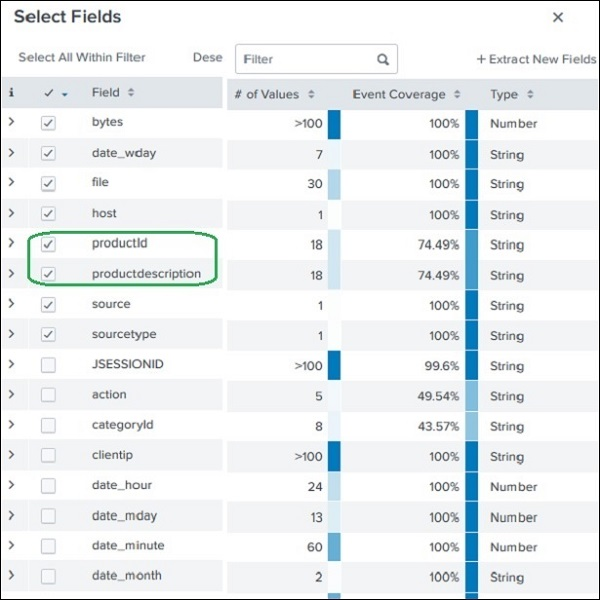 Select Fields ×
Select All Within Filter Dese Filter + Extract New Fields
i Field # of Values Event Coverage Type
bytes >100 100% Number
date_wday 7 100% String
file 30 100% String
host 1 100% String
productId 18 74.49% String
productdescription 18 74.49% String
source 1 100% String
sourcetype 1 100% String
JSESSIONID >100 99.6% String
action 5 49.54% String
categoryId 8 43.57% String
clientip >100 100% String
date_hour 24 100% Number
date_mday 13 100% Number
date_minute 60 100% Number
date_month 2 100% String